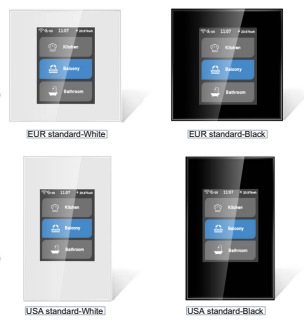 11:07
Kitchen
Balcony
Bathroom
EUR standard-White
11:07
Kitchen
Balcony
Bathroom
EUR standard-Black
11:07
Kitchen
Balcony
Bathroom
USA standard-White
11:07
Kitchen
Balcony
Bathroom
USA standard-Black